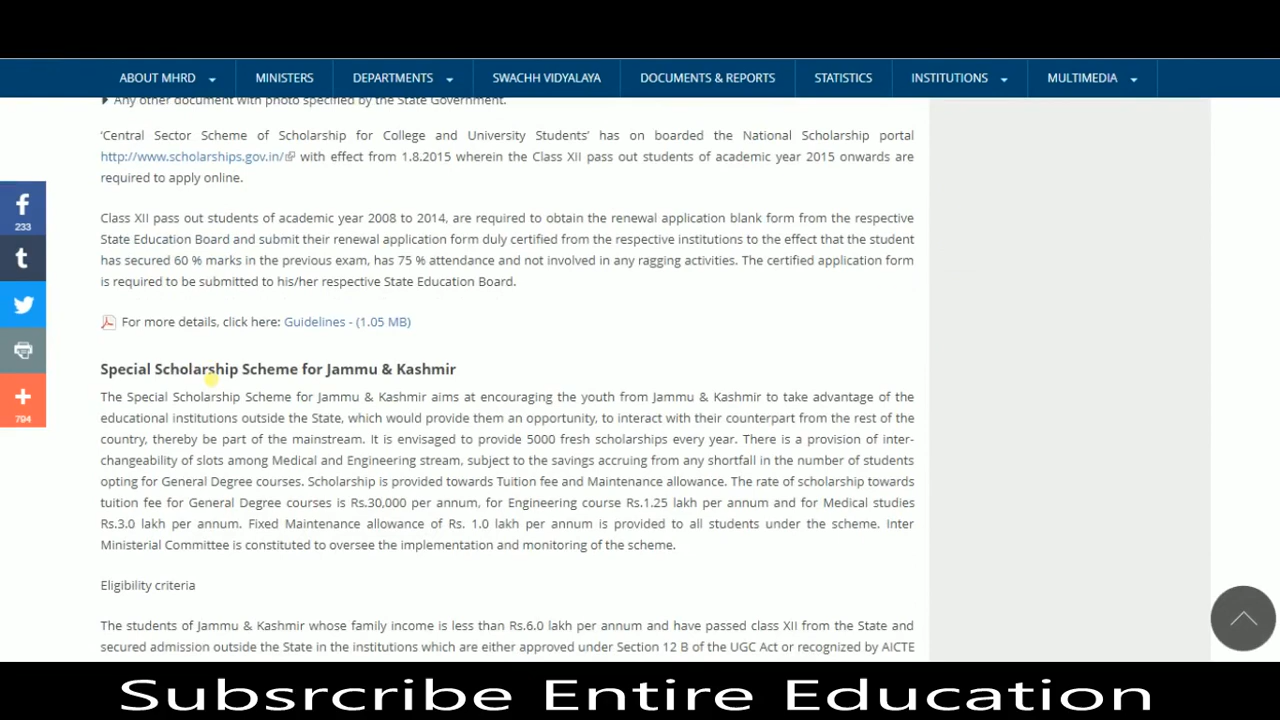 ABOUT MHRD MINISTERS DEPARTMENTS SWACHH VIDYALAYA DOCUMENTS & REPORTS STATISTICS INSTITUTIONS MULTIMEDIA
Any other document with photo specified by the State Government.
'Central Sector Scheme of Scholarship for College and University Students' has on boarded the National Scholarship portal
http://www.scholarships.gov.in/ with effect from 1.8.2015 wherein the Class XII pass out students of academic year 2015 onwards are
required to apply online.
Class XII pass out students of academic year 2008 to 2014, are required to obtain the renewal application blank form from the respective
State Education Board and submit their renewal application form duly certified from the respective institutions to the effect that the student
has secured 60 % marks in the previous exam, has 75 % attendance and not involved in any ragging activities. The certified application form
is required to be submitted to his/her respective State Education Board.
For more details, click here: Guidelines - (1.05 MB)
Special Scholarship Scheme for Jammu & Kashmir
The Special Scholarship Scheme for Jammu & Kashmir aims at encouraging the youth from Jammu & Kashmir to take advantage of the
educational institutions outside the State, which would provide them an opportunity, to interact with their counterpart from the rest of the
country, thereby be part of the mainstream. It is envisaged to provide 5000 fresh scholarships every year. There is a provision of inter-
changeability of slots among Medical and Engineering stream, subject to the savings accruing from any shortfall in the number of students
opting for General Degree courses. Scholarship is provided towards Tuition fee and Maintenance allowance. The rate of scholarship towards
tuition fee for General Degree courses is Rs.30,000 per annum, for Engineering course Rs.1.25 lakh per annum and for Medical studies
Rs.3.0 lakh per annum. Fixed Maintenance allowance of Rs. 1.0 lakh per annum is provided to all students under the scheme. Inter
Ministerial Committee is constituted to oversee the implementation and monitoring of the scheme.
Eligibility criteria
The students of Jammu & Kashmir whose family income is less than Rs.6.0 lakh per annum and have passed class XII from the State and
secured admission outside the State in the institutions which are either approved under Section 12 B of the UGC Act or recognized by AICTE
233
794
Subsrcribe Entire Education